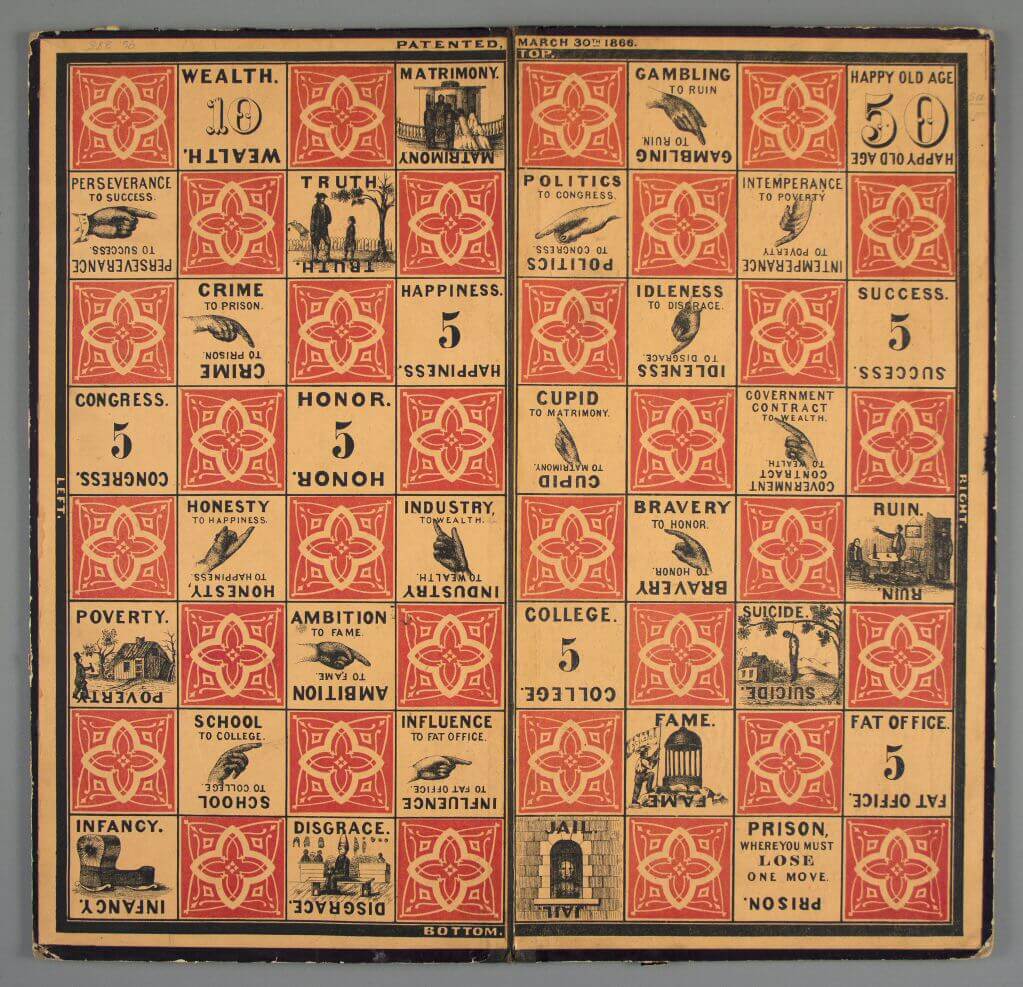 PATENTED, MARCH 30TH 1866.
TOP.
WEALTH.
10
WEALTH.
MATRIMONY.
MATRIMONY
GAMBLING
TO RUIN
GAMBLING
TO RUIN.
HAPPY OLD AGE
50
HAPPY OLD AGE
PERSEVERANCE
TO SUCCESS.
PERSEVERANCE
TO SUCCESS.
TRUTH
TRUTH.
POLITICS
TO CONGRESS.
POLITICS
TO CONGRESS.
INTEMPERANCE
TO POVERTY
INTEMPERANCE
TO POVERTY
CRIME
TO PRISON.
CRIME
TO PRISON.
HAPPINESS.
5
HAPPINESS.
IDLENESS
TO DISGRACE.
IDLENESS
TO DISGRACE.
SUCCESS.
5
SUCCESS.
CONGRESS.
5
CONGRESS.
HONOR.
5
HONOR.
CUPID
TO MATRIMONY.
CUPID
TO MATRIMONY.
GOVERNMENT
CONTRACT
TO WEALTH.
GOVERNMENT
CONTRACT
TO WEALTH.
LEFT.
RIGHT.
HONESTY
TO HAPPINESS.
HONESTY,
TO HAPPINESS
INDUSTRY,
TO WEALTH.
INDUSTRY
TO WEALTH.
BRAVERY
TO HONOR.
BRAVERY
TO HONOR.
RUIN.
RUIN.
POVERTY.
POVERTY
AMBITION
TO FAME.
AMBITION
TO FAME.
COLLEGE.
5
COLLEGE.
SUICIDE.
SUICIDE.
SCHOOL
TO COLLEGE.
SCHOOL
TO COLLEGE
INFLUENCE
TO FAT OFFICE.
INFLUENCE
TO FAT OFFICE.
FAME.
FAME
FAT OFFICE.
5
FAT OFFICE.
INFANCY.
INFANCY.
DISGRACE.
DISGRACE.
JAIL.
JAIL.
PRISON,
WHERE YOU MUST
LOSE
ONE MOVE.
PRISON.
BOTTOM.